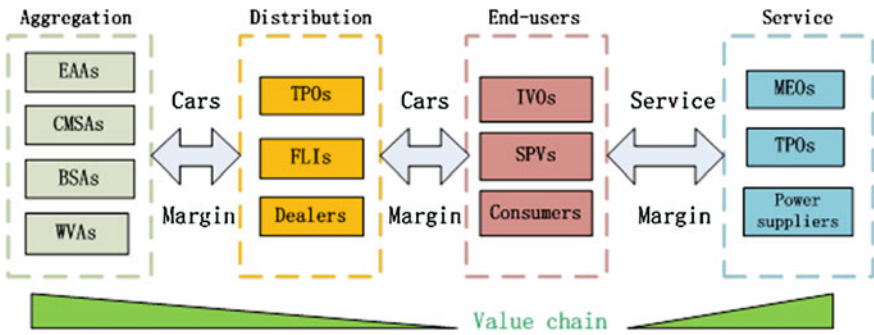 Aggregation
Distribution
End-users
Service
EAAs
CMSAs
BSAs
WVAs
Cars
Margin
TPOs
FLIs
Dealers
Cars
Margin
IVOs
SPVs
Consumers
Service
Margin
MEOs
TPOs
Power
suppliers
Value chain